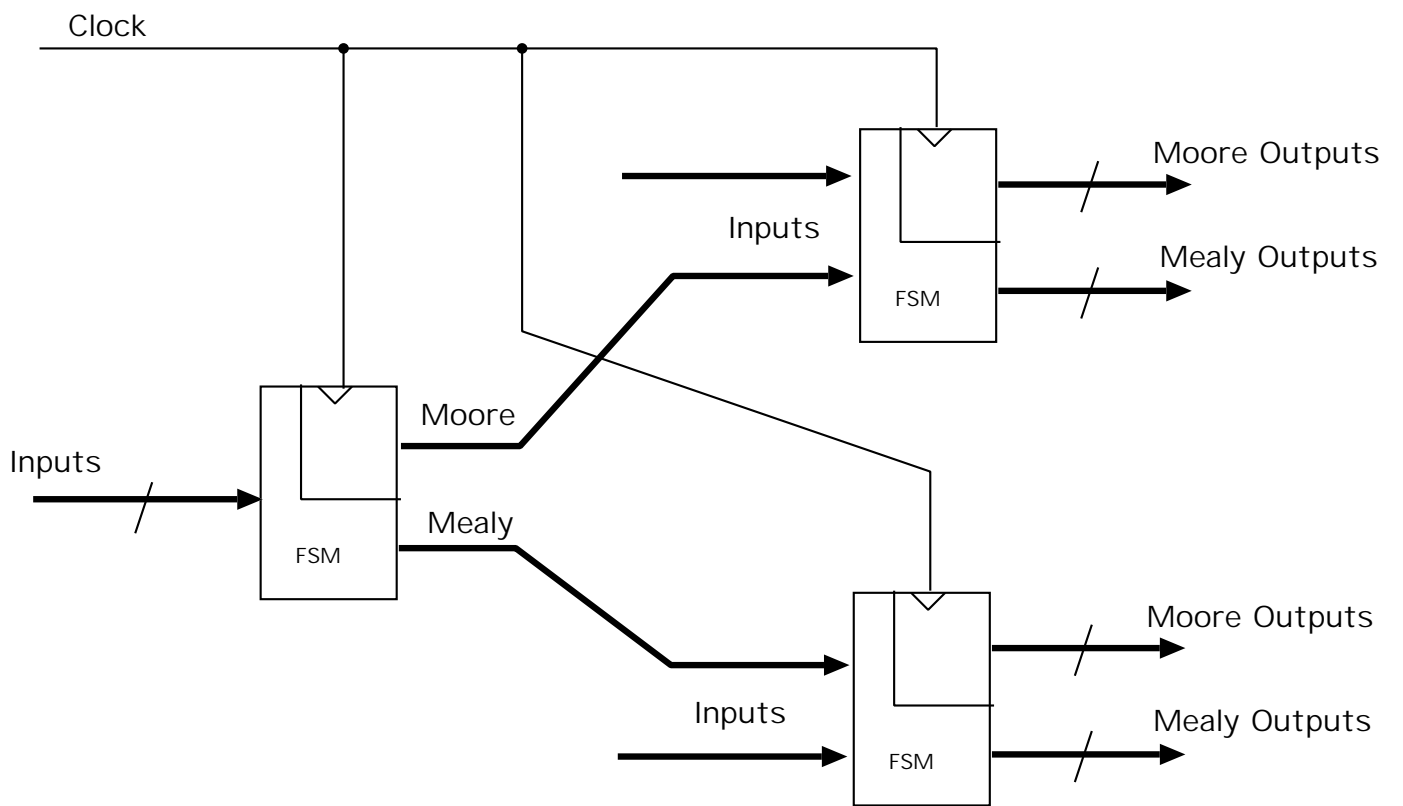 Clock
Moore Outputs
Inputs
Mealy Outputs
FSM
Moore
Inputs
Mealy
FSM
Moore Outputs
Inputs
Mealy Outputs
FSM